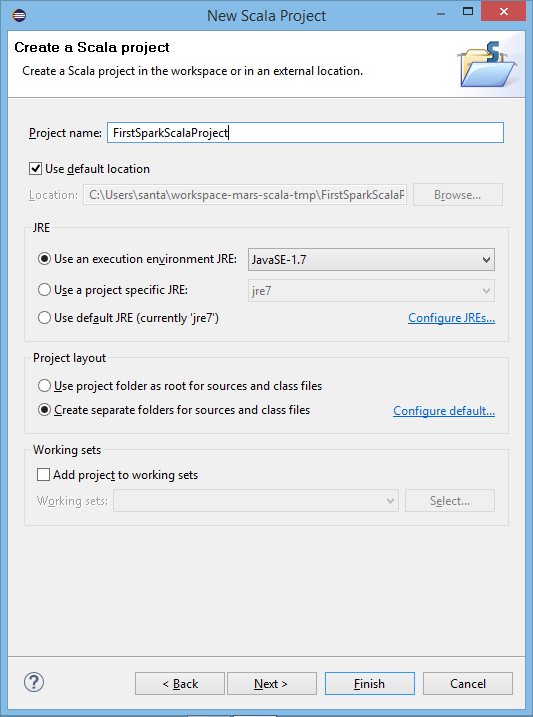 New Scala Project
Create a Scala project
Create a Scala project in the workspace or in an external location.
Project name: FirstSparkScalaProject
Use default location
Location: C:\Users\santa\workspace-mars-scala-tmp\FirstSparkScalaP Browse...
JRE
Use an execution environment JRE: JavaSE-1.7
Use a project specific JRE: jre7
Use default JRE (currently 'jre7') Configure JREs...
Project layout
Use project folder as root for sources and class files
Create separate folders for sources and class files Configure default...
Working sets
Add project to working sets
Working sets: Select...
? < Back Next > Finish Cancel